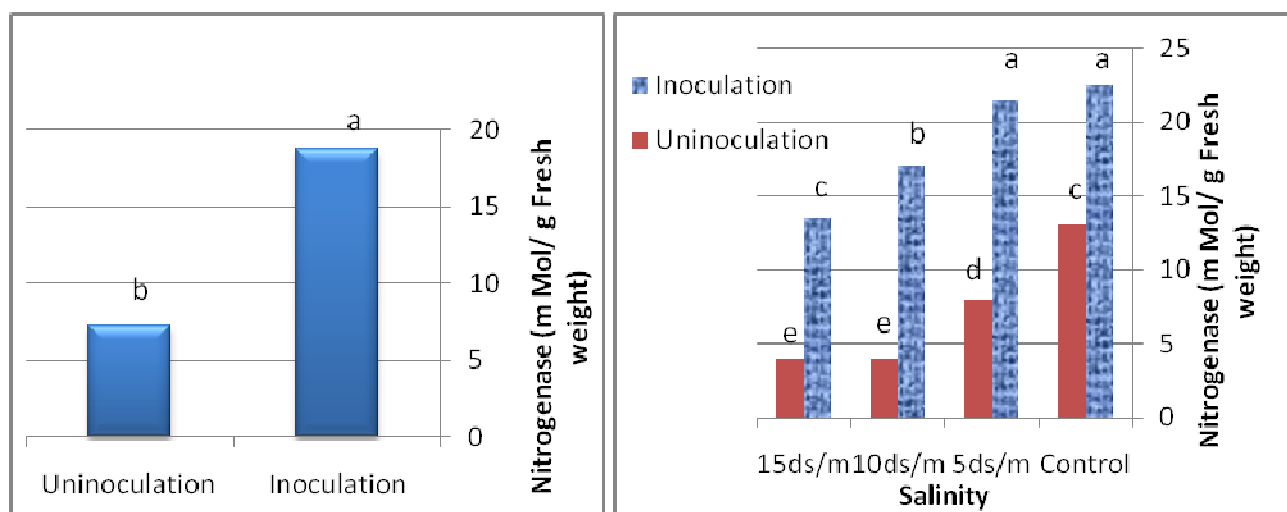 20
15
10
5
0
Nitrogenase (m Mol/ g Fresh
weight)
a
b
Uninoculation Inoculation
25
20
15
10
5
0
Nitrogenase (m Mol/ g Fresh
weight)
Inoculation
Uninoculation
a a
b
c c
d
e e
15ds/m 10ds/m 5ds/m Control
Salinity